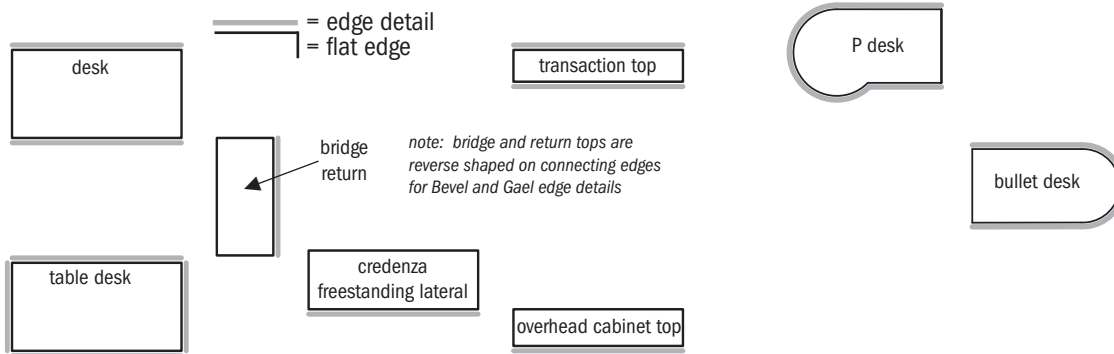 = edge detail
= flat edge
desk
transaction top
P desk
bridge
return
note: bridge and return tops are
reverse shaped on connecting edges
for Bevel and Gael edge details
bullet desk
table desk
credenza
freestanding lateral
overhead cabinet top